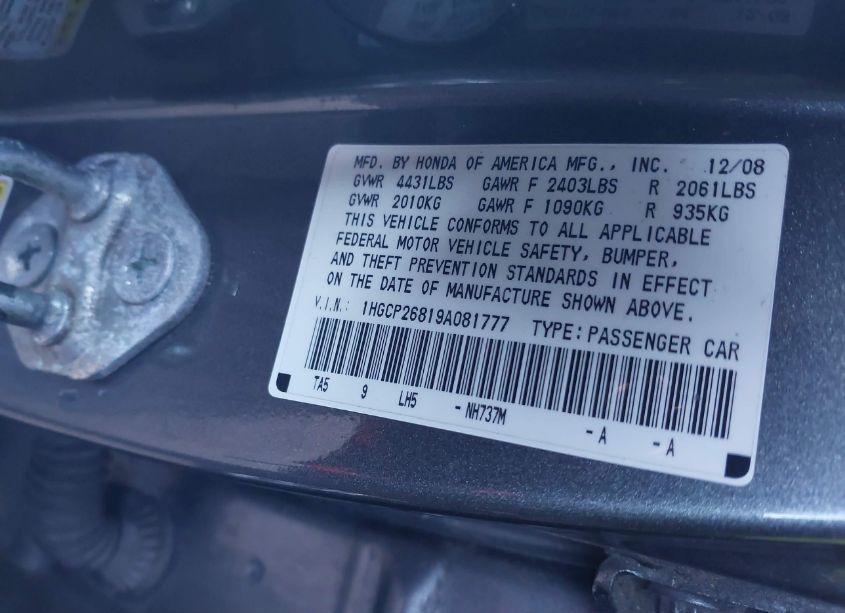 MFD. BY HONDA OF AMERICA MFG., INC. 12/08
GVWR 4431LBS GAWR F 2403LBS R 2061LBS
GVWR 2010KG GAWR F 1090KG R 935KG
THIS VEHICLE CONFORMS TO ALL APPLICABLE
FEDERAL MOTOR VEHICLE SAFETY, BUMPER,
AND THEFT PREVENTION STANDARDS IN EFFECT
ON THE DATE OF MANUFACTURE SHOWN ABOVE.
V.I.N.: 1HGCP26819A081777 TYPE: PASSENGER CAR
TA5 9 LH5 - NH737M -A -A